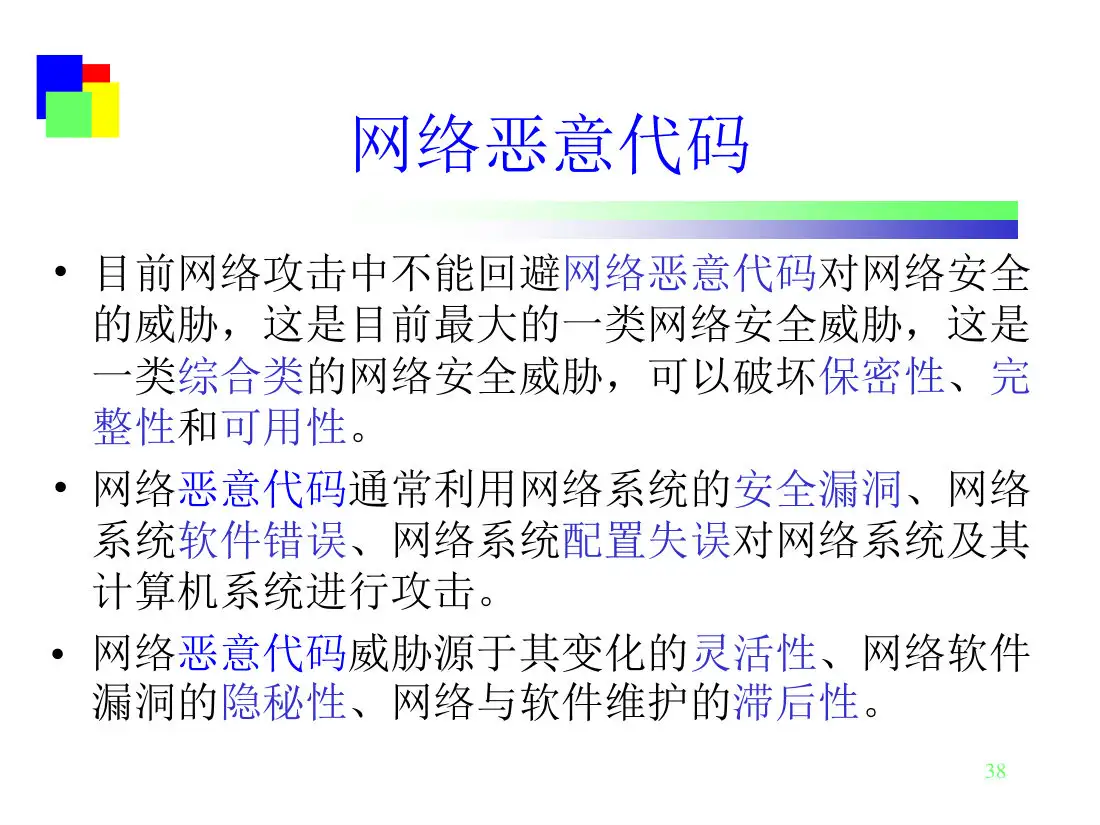 网络恶意代码
• 目前网络攻击中不能回避网络恶意代码对网络安全
的威胁，这是目前最大的一类网络安全威胁，这是
一类综合类的网络安全威胁，可以破坏保密性、完
整性和可用性。
• 网络恶意代码通常利用网络系统的安全漏洞、网络
系统软件错误、网络系统配置失误对网络系统及其
计算机系统进行攻击。
• 网络恶意代码威胁源于其变化的灵活性、网络软件
漏洞的隐秘性、网络与软件维护的滞后性。
38